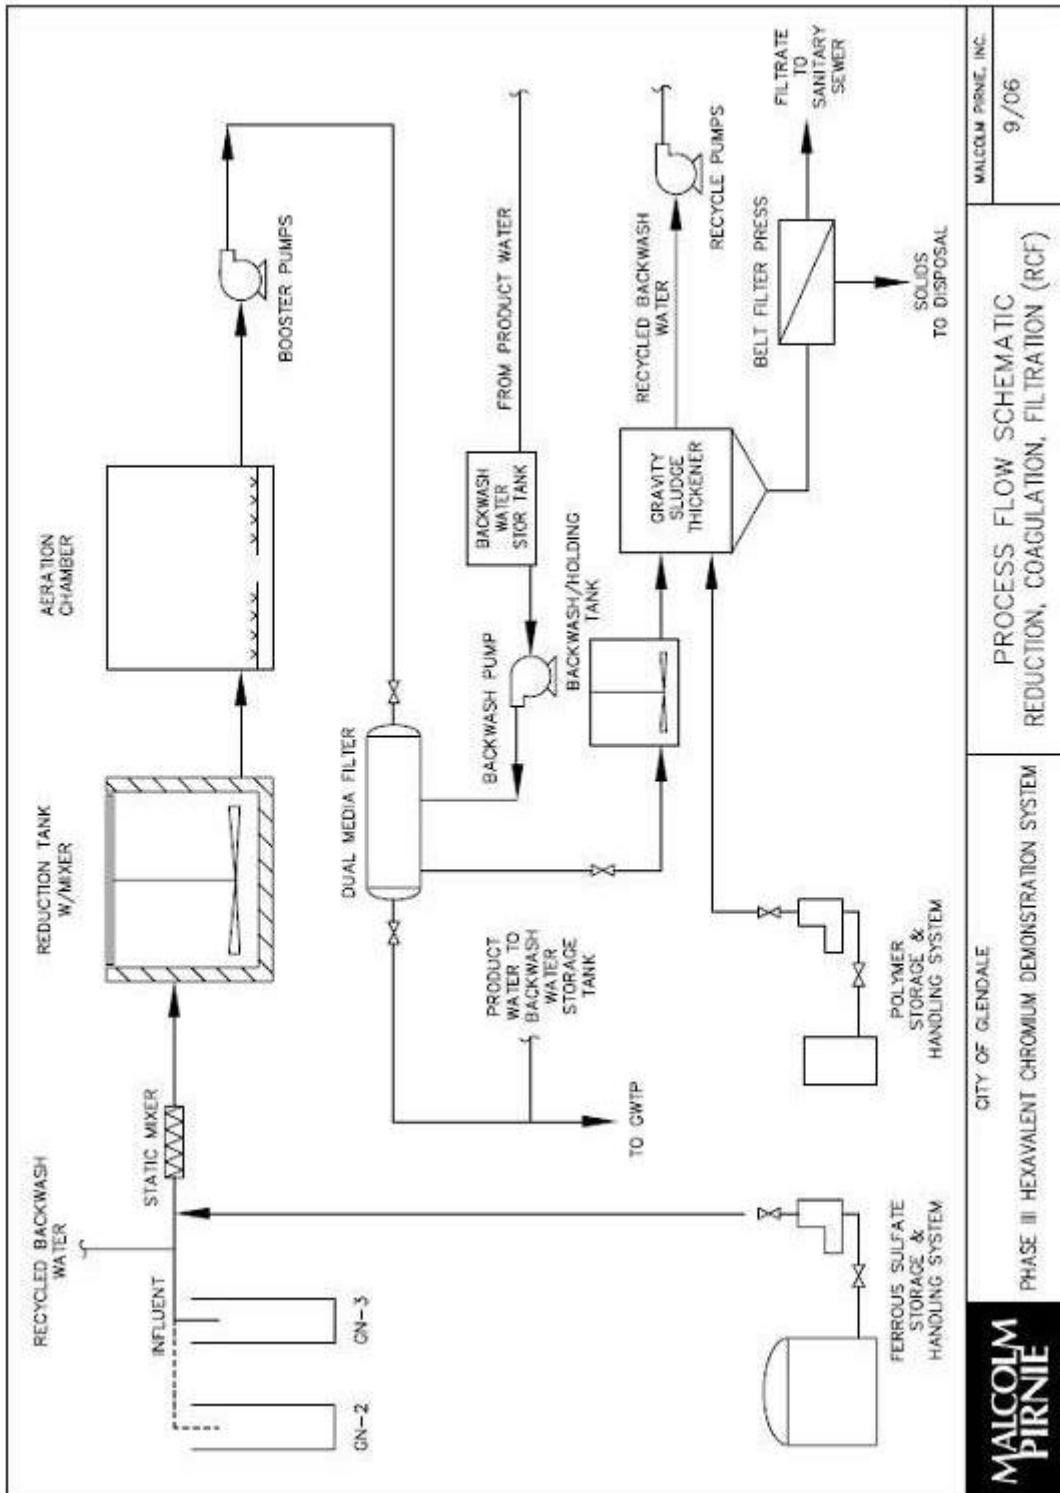 RECYCLED BACKWASH
WATER
INFLUENT
GN-2
GN-3
STATIC MIXER
REDUCTION TANK
W/MIXER
AERATION
CHAMBER
BOOSTER PUMPS
DUAL MEDIA FILTER
BACKWASH PUMP
BACKWASH
WATER
STOR TANK
FROM PRODUCT WATER
PRODUCT
WATER TO
BACKWASH
WATER
STORAGE
TANK
TO GWTP
BACKWASH/HOLDING
TANK
GRAVITY
SLUDGE
THICKENER
RECYCLED BACKWASH
WATER
RECYCLE PUMPS
BELT FILTER PRESS
FILTRATE
TO
SANITARY
SEWER
SOLIDS
TO DISPOSAL
FERROUS SULFATE
STORAGE &
HANDLING SYSTEM
POLYMER
STORAGE &
HANDLING SYSTEM
MALCOLM
PIRNIE
CITY OF GLENDALE
PHASE III HEXAVALENT CHROMIUM DEMONSTRATION SYSTEM
PROCESS FLOW SCHEMATIC
REDUCTION, COAGULATION, FILTRATION (RCF)
MALCOLM PIRNIE, INC.
9/06